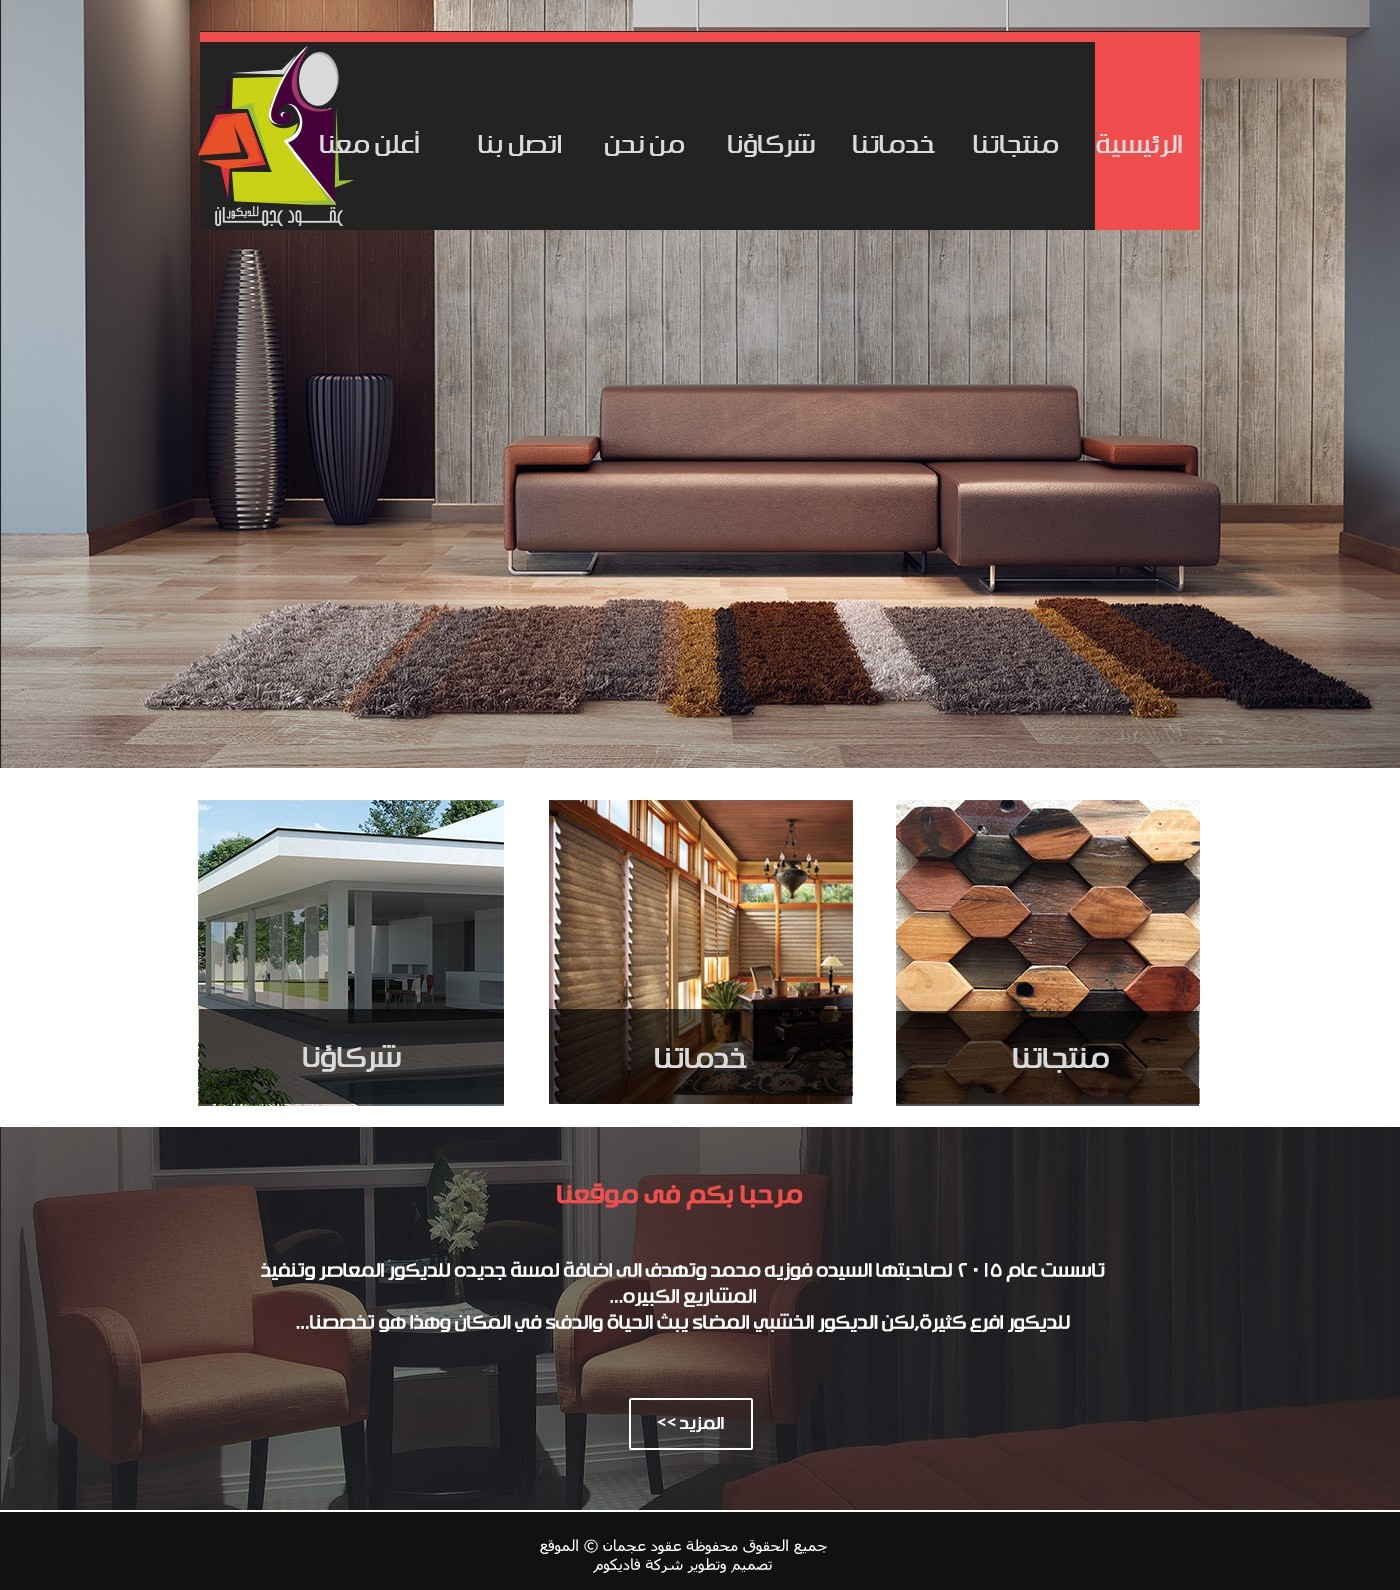 الرئيسية
منتجاتنا
خدماتنا
شركاؤنا
من نحن
اتصل بنا
أعلن معنا
عقود عجمان للديكور
منتجاتنا
خدماتنا
شركاؤنا
مرحبا بكم فى موقعنا
تاسست عام ٢٠١٥ لصاحبتها السيده فوزيه محمد وتهدف الى اضافة لمسة جديده للديكور المعاصر وتنفيذ
المشاريع الكبيره...
للديكور افرع كثيرة,لكن الديكور الخشبي المضاء يبث الحياة والدفء في المكان وهذا هو تخصصنا...
المزيد >>
جميع الحقوق محفوظة عقود عجمان © الموقع
تصميم وتطوير شركة فاديكوم